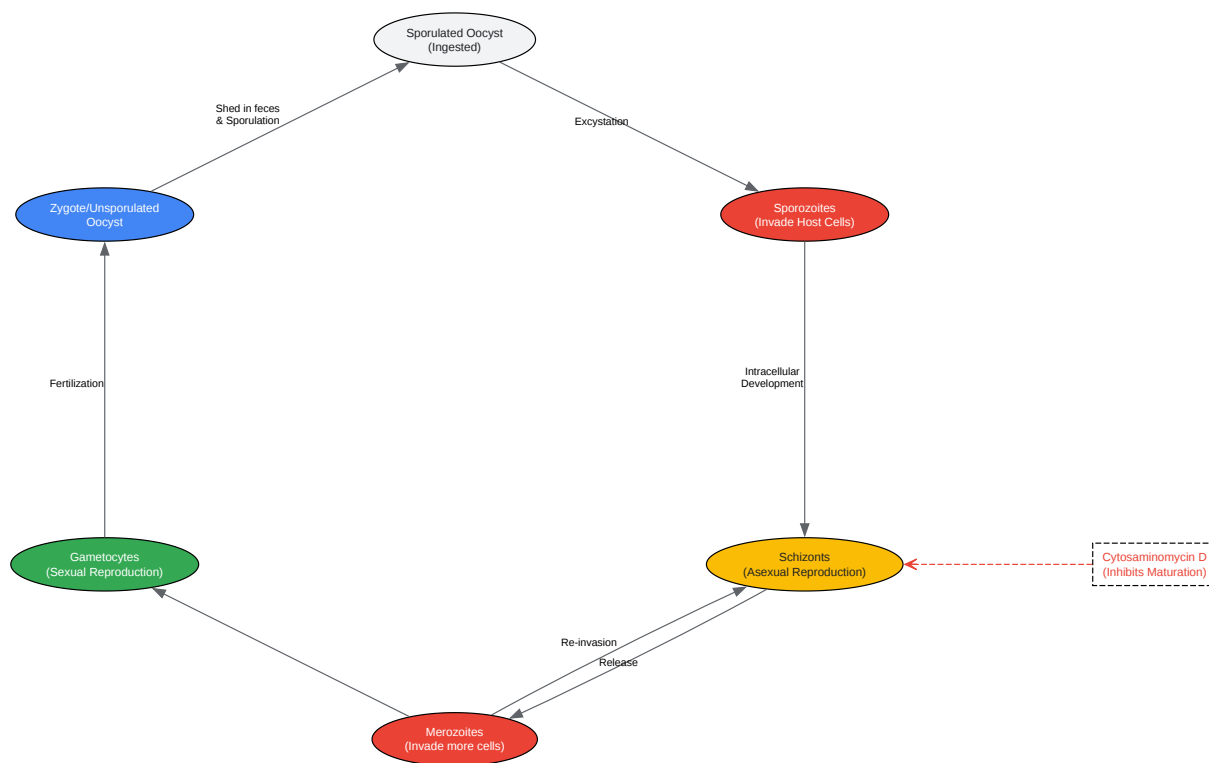 Sporulated Oocyst
(Ingested)
Shed in feces
& Sporulation
Excystation
Zygote/Unsporulated
Oocyst
Sporozoites
(Invade Host Cells)
Fertilization
Intracellular
Development
Gametocytes
(Sexual Reproduction)
Schizonts
(Asexual Reproduction)
Cytosaminomycin D
(Inhibits Maturation)
Re-invasion
Release
Merozoites
(Invade more cells)